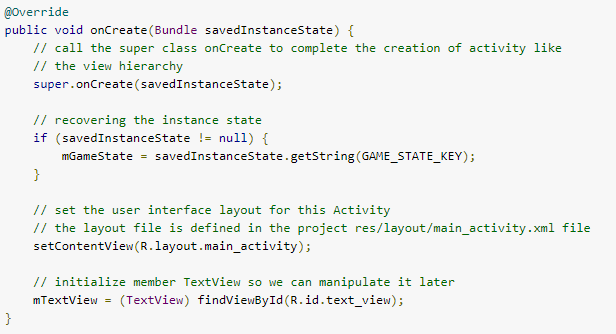 @Override
public void onCreate(Bundle savedInstanceState) {
    // call the super class onCreate to complete the creation of activity like
    // the view hierarchy
    super.onCreate(savedInstanceState);

    // recovering the instance state
    if (savedInstanceState != null) {
        mGameState = savedInstanceState.getString(GAME_STATE_KEY);
    }

    // set the user interface layout for this Activity
    // the layout file is defined in the project res/layout/main_activity.xml file
    setContentView(R.layout.main_activity);

    // initialize member TextView so we can manipulate it later
    mTextView = (TextView) findViewById(R.id.text_view);
}